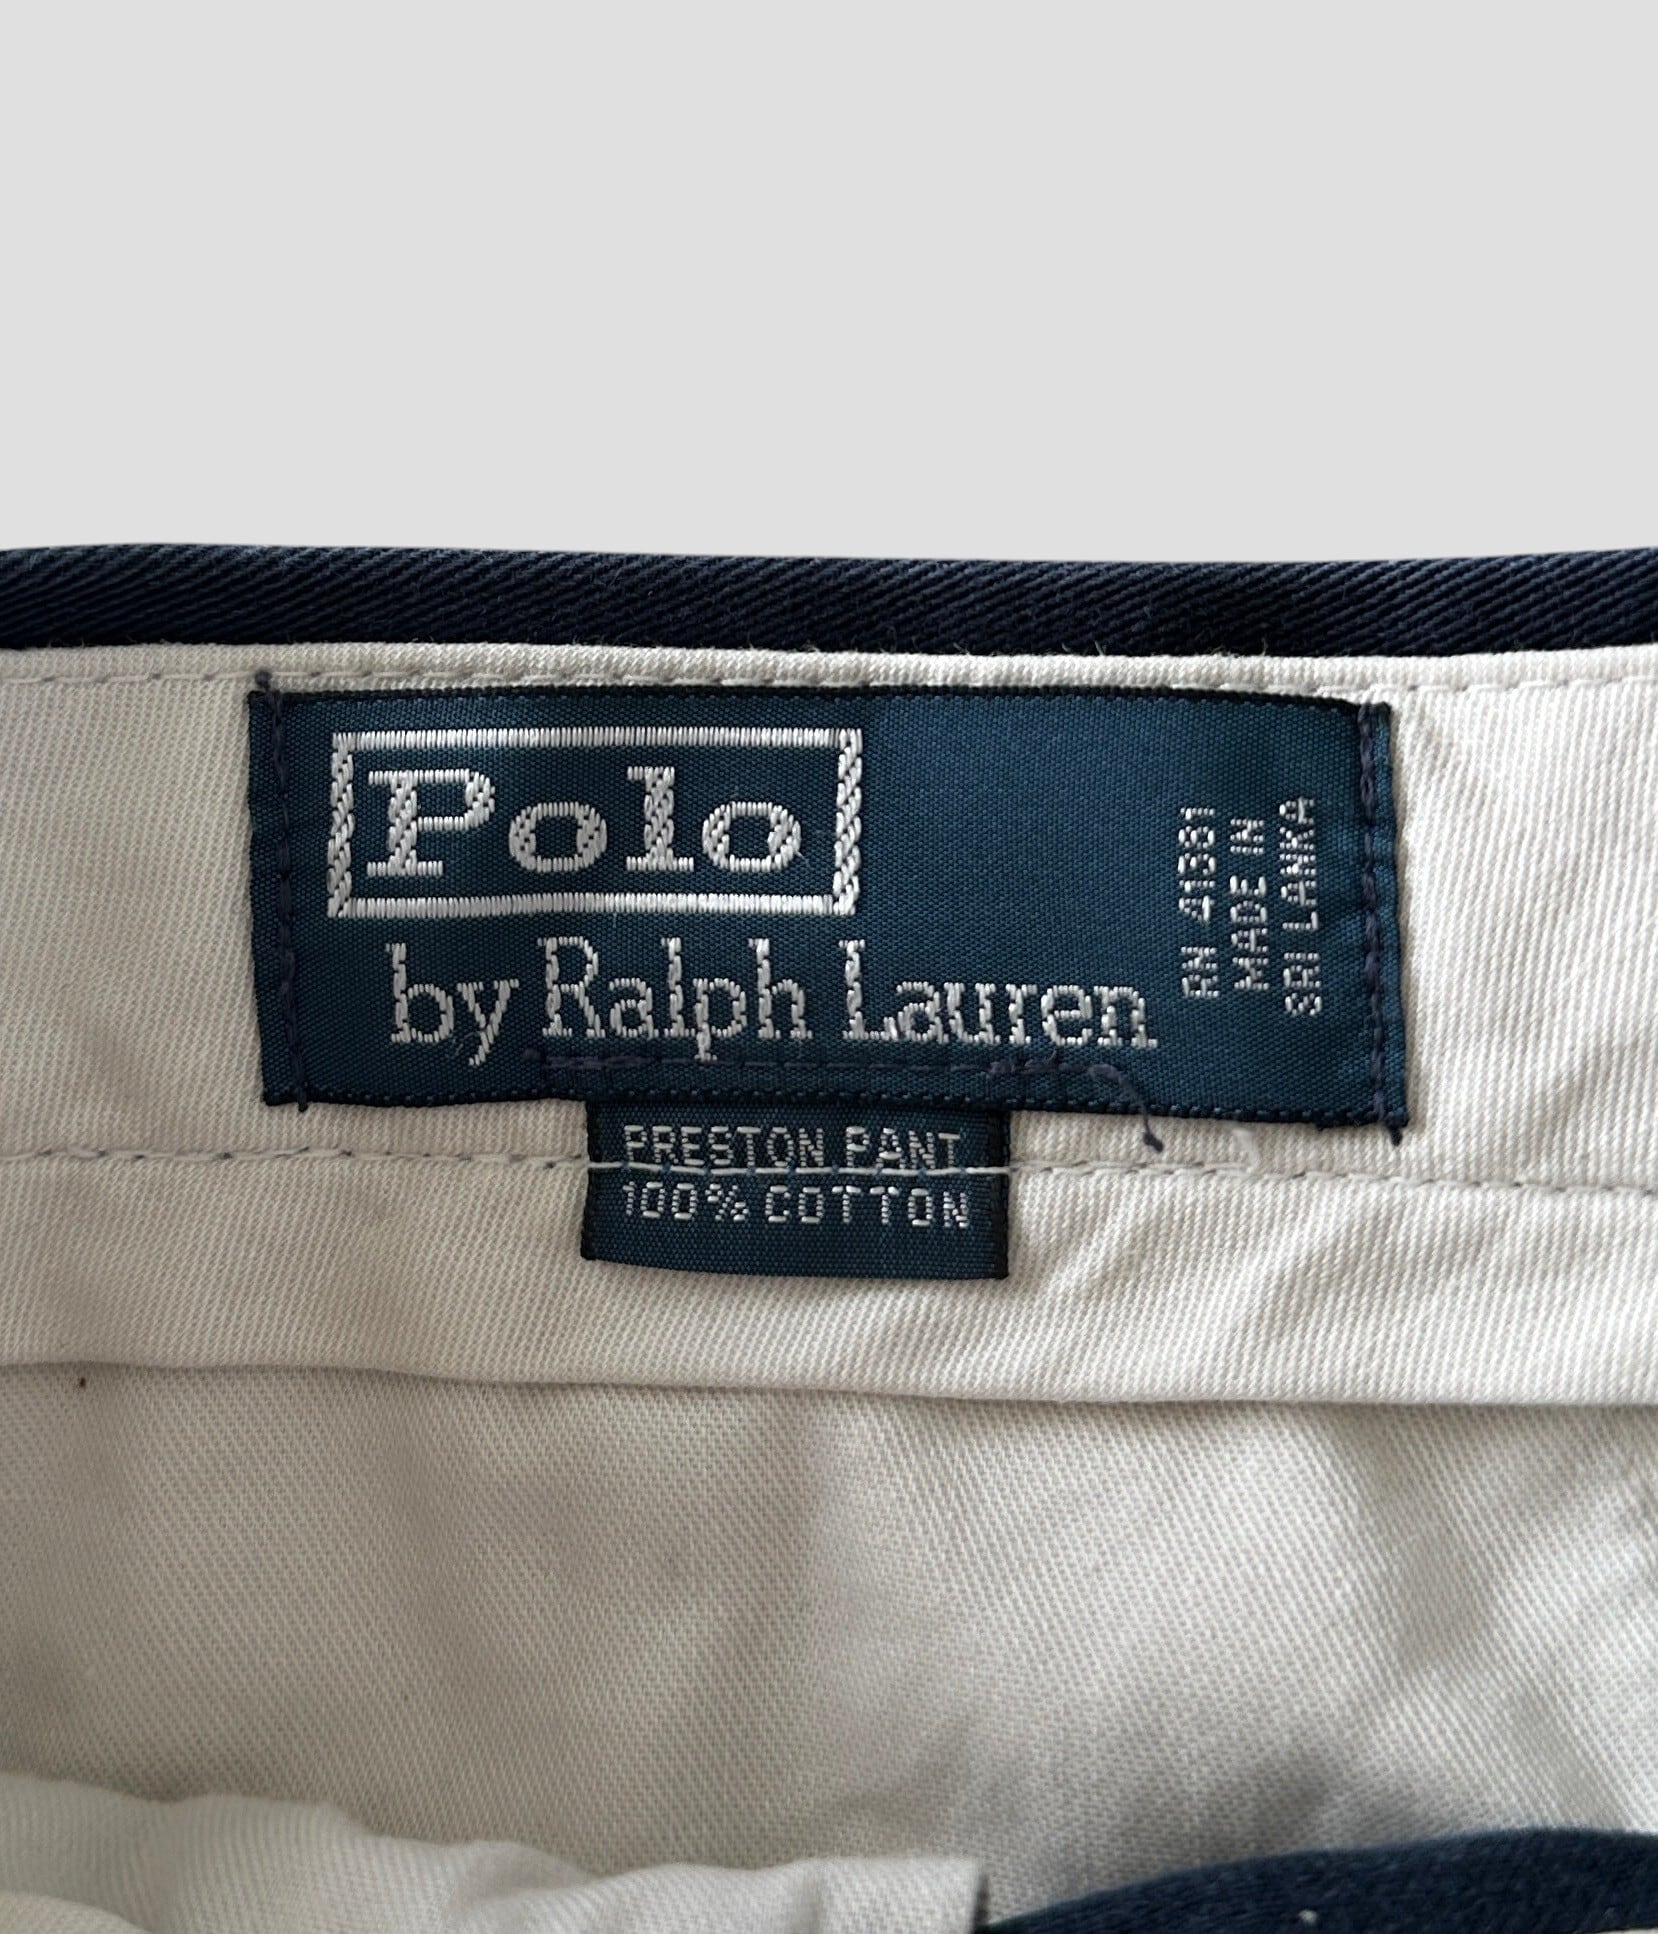 Polo
by Ralph Lauren
RN 41381
MADE IN
SRI LANKA
PRESTON PANT
100% COTTON